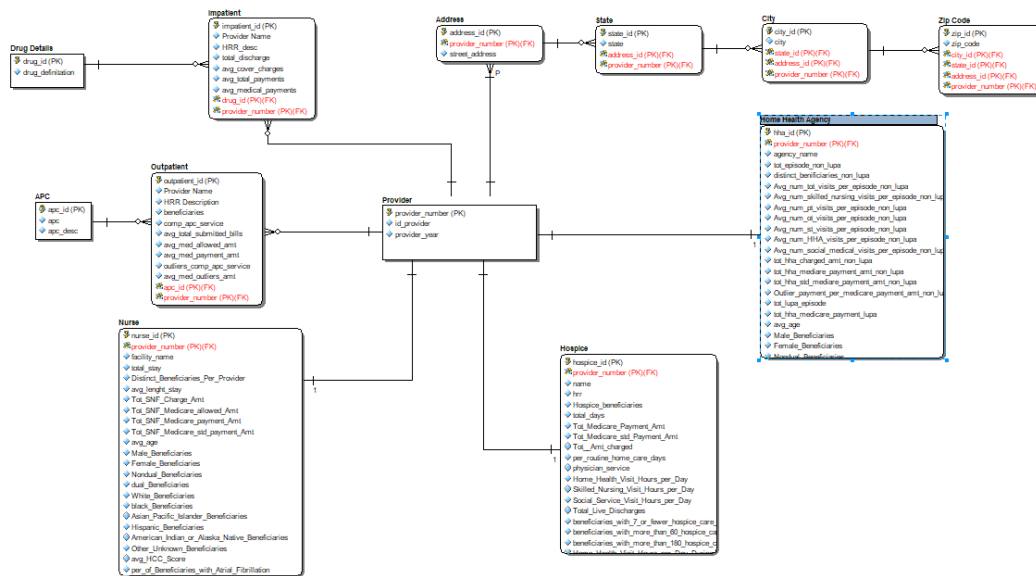 Drug Details
drug_id (PK)
drug_definitation
Impatient
impatient_id (PK)
Provider Name
HRR_desc
total_discharge
avg_cover_charges
avg_total_payments
avg_medical_payments
drug_id (PK)(FK)
provider_number (PK)(FK)
Address
address_id (PK)
provider_number (PK)(FK)
street_address
P
State
state_id (PK)
state
address_id (PK)(FK)
provider_number (PK)(FK)
City
city_id (PK)
city
state_id (PK)(FK)
address_id (PK)(FK)
provider_number (PK)(FK)
Zip Code
zip_id (PK)
zip_code
city_id (PK)(FK)
state_id (PK)(FK)
address_id (PK)(FK)
provider_number (PK)(FK)
APC
apc_id (PK)
apc
apc_desc
Outpatient
outpatient_id (PK)
Provider Name
HRR Description
beneficiaries
comp_apc_service
avg_total_submitted_bills
avg_med_allowed_amt
avg_med_payment_amt
outliers_comp_apc_service
avg_med_outliers_amt
apc_id (PK)(FK)
provider_number (PK)(FK)
Provider
provider_number (PK)
id_provider
provider_year
1
Home Health Agency
hha_id (PK)
provider_number (PK)(FK)
agency_name
tot_episode_non_lupa
distinct_benificiaries_non_lupa
Avg_num_tot_visits_per_episode_non_lupa
Avg_num_skilled_nursing_visits_per_episode_non_lup
Avg_num_pt_visits_per_episode_non_lupa
Avg_num_ot_visits_per_episode_non_lupa
Avg_num_st_visits_per_episode_non_lupa
Avg_num_HHA_visits_per_episode_non_lupa
Avg_num_social_medical_visits_per_episode_non_lupa
tot_hha_charged_amt_non_lupa
tot_hha_mediare_payment_amt_non_lupa
tot_hha_std_mediare_payment_amt_non_lupa
Outlier_payment_per_medicare_payment_amt_non_lu
tot_lupa_episode
tot_hha_medicare_payment_lupa
avg_age
Male_Beneficiaries
Female_Beneficiaries
Nondual_Beneficiaries
Nurse
nurse_id (PK)
provider_number (PK)(FK)
facility_name
total_stay
Distinct_Beneficiaries_Per_Provider
avg_lenght_stay
Tot_SNF_Charge_Amt
Tot_SNF_Medicare_allowed_Amt
Tot_SNF_Medicare_payment_Amt
Tot_SNF_Medicare_std_payment_Amt
avg_age
Male_Beneficiaries
Female_Beneficiaries
Nondual_Beneficiaries
dual_Beneficiaries
White_Beneficiaries
black_Beneficiaries
Asian_Pacific_Islander_Beneficiaries
Hispanic_Beneficiaries
American_Indian_or_Alaska_Native_Beneficiaries
Other_Unknown_Beneficiaries
avg_HCC_Score
per_of_Beneficiaries_with_Atrial_Fibrillation
1
Hospice
hospice_id (PK)
provider_number (PK)(FK)
name
hrr
Hospice_beneficiaries
total_days
Tot_Medicare_Payment_Amt
Tot_Medicare_std_Payment_Amt
Tot__Amt_charged
per_routine_home_care_days
physician_service
Home_Health_Visit_Hours_per_Day
Skilled_Nursing_Visit_Hours_per_Day
Social_Service_Visit_Hours_per_Day
Total_Live_Discharges
beneficiaries_with_7_or_fewer_hospice_care_
beneficiaries_with_more_than_60_hospice_ca
beneficiaries_with_more_than_180_hospice_c
1